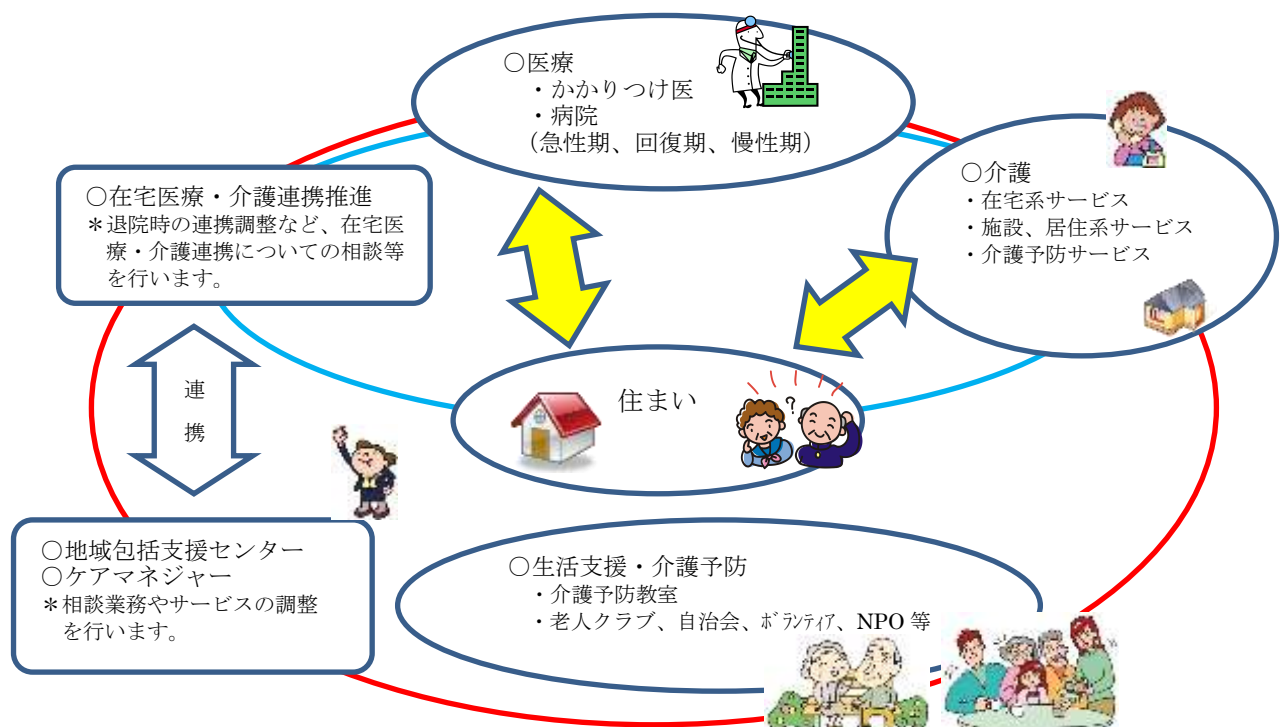 ○医療
・かかりつけ医
・病院
（急性期、回復期、慢性期）
○在宅医療・介護連携推進
＊退院時の連携調整など、在宅医
療・介護連携についての相談等
を行います。
○介護
・在宅系サービス
・施設、居住系サービス
・介護予防サービス
連
携
住まい
?
○地域包括支援センター
○ケアマネジャー
＊相談業務やサービスの調整
を行います。
○生活支援・介護予防
・介護予防教室
・老人クラブ、自治会、ﾎﾞﾗﾝﾃｨｱ、NPO 等